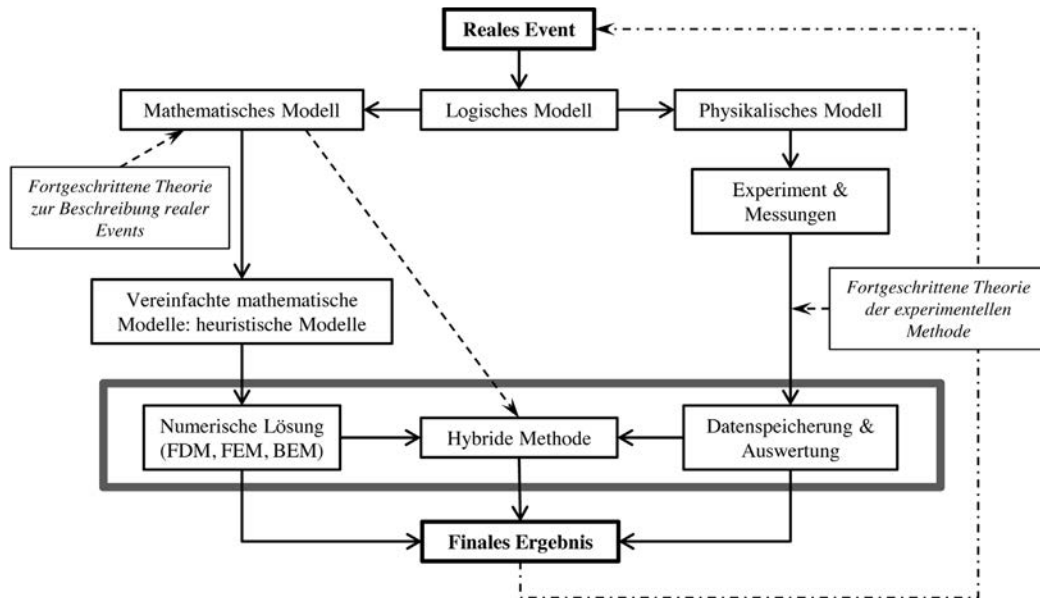 Reales Event
Mathematisches Modell
Logisches Modell
Physikalisches Modell
Fortgeschrittene Theorie
zur Beschreibung realer
Events
Experiment &
Messungen
Vereinfachte mathematische
Modelle: heuristische Modelle
Fortgeschrittene Theorie
der experimentellen
Methode
Numerische Lösung
(FDM, FEM, BEM)
Hybride Methode
Datenspeicherung &
Auswertung
Finales Ergebnis